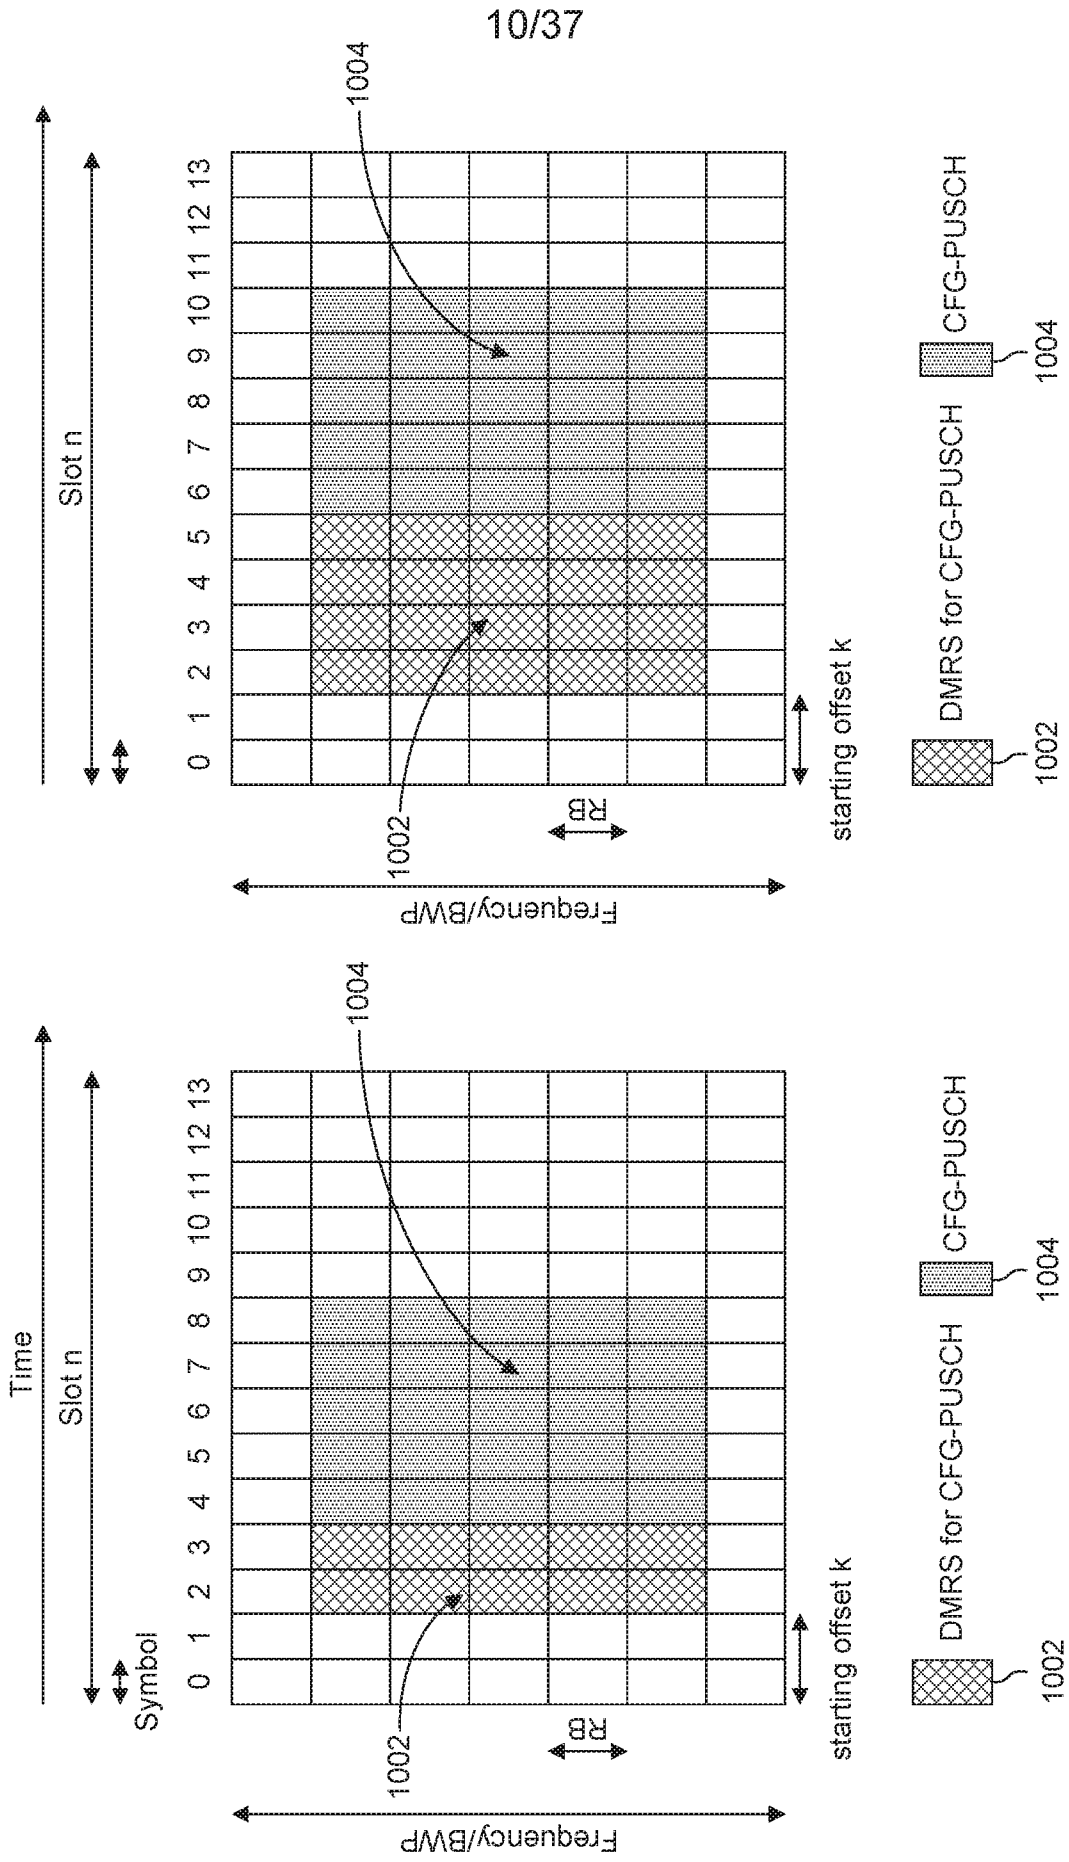 10/37
Time
Slot n
Symbol
0 1 2 3 4 5 6 7 8 9 10 11 12 13
1002
1004
RB
Frequency/BWP
starting offset k
DMRS for CFG-PUSCH
1002
CFG-PUSCH
1004
Slot n
0 1 2 3 4 5 6 7 8 9 10 11 12 13
1002
1004
RB
Frequency/BWP
starting offset k
DMRS for CFG-PUSCH
1002
CFG-PUSCH
1004